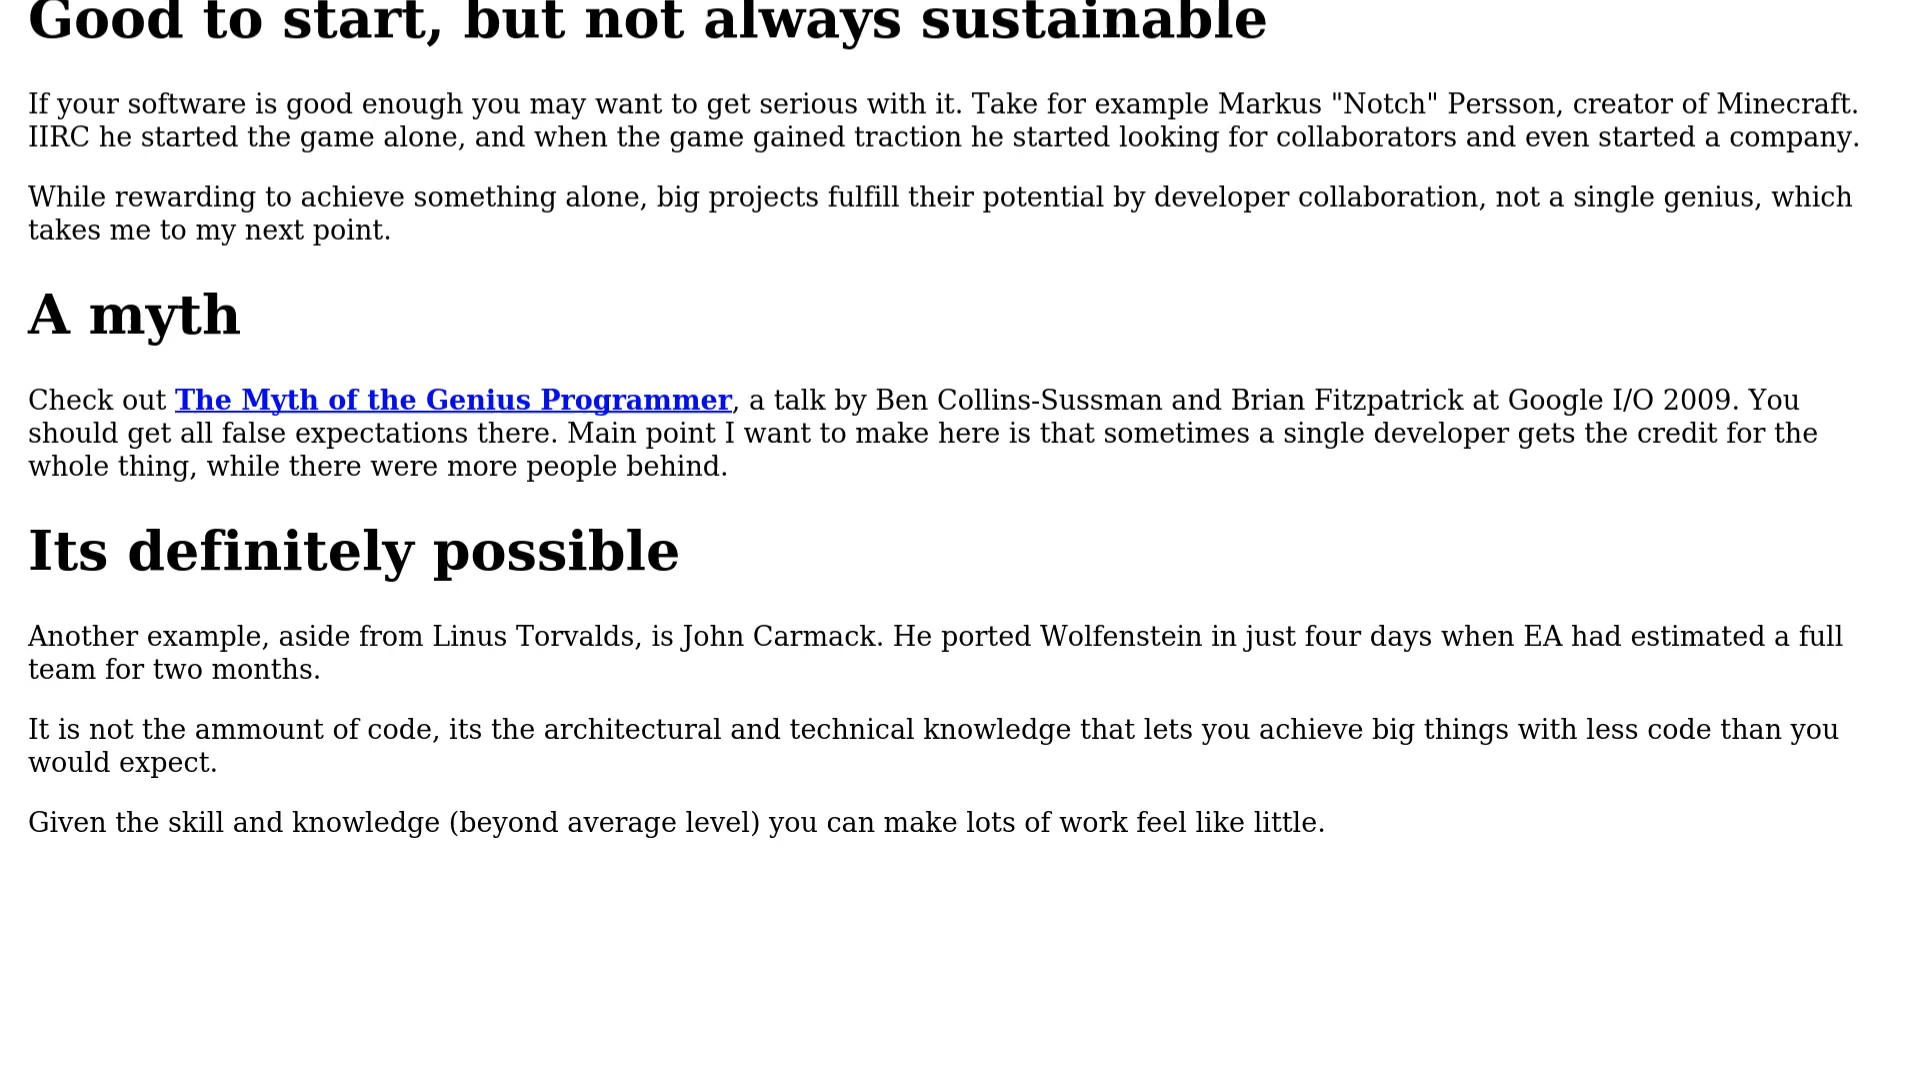 Good to start, but not always sustainable
If your software is good enough you may want to get serious with it. Take for example Markus "Notch" Persson, creator of Minecraft.
IIRC he started the game alone, and when the game gained traction he started looking for collaborators and even started a company.
While rewarding to achieve something alone, big projects fulfill their potential by developer collaboration, not a single genius, which
takes me to my next point.
A myth
Check out The Myth of the Genius Programmer, a talk by Ben Collins-Sussman and Brian Fitzpatrick at Google I/O 2009. You
should get all false expectations there. Main point I want to make here is that sometimes a single developer gets the credit for the
whole thing, while there were more people behind.
Its definitely possible
Another example, aside from Linus Torvalds, is John Carmack. He ported Wolfenstein in just four days when EA had estimated a full
team for two months.
It is not the ammount of code, its the architectural and technical knowledge that lets you achieve big things with less code than you
would expect.
Given the skill and knowledge (beyond average level) you can make lots of work feel like little.